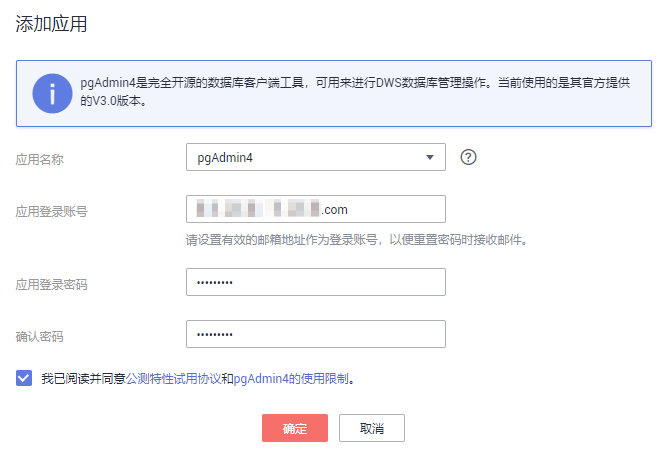 添加应用
pgAdmin4是完全开源的数据库客户端工具，可用来进行DWS数据库管理操作。当前使用的是其官方提供
的V3.0版本。
应用名称
pgAdmin4
应用登录账号
.com
请设置有效的邮箱地址作为登录账号，以便重置密码时接收邮件。
应用登录密码
•••••••••
确认密码
•••••••••
我已阅读并同意公测特性试用协议和pgAdmin4的使用限制。
确定 取消